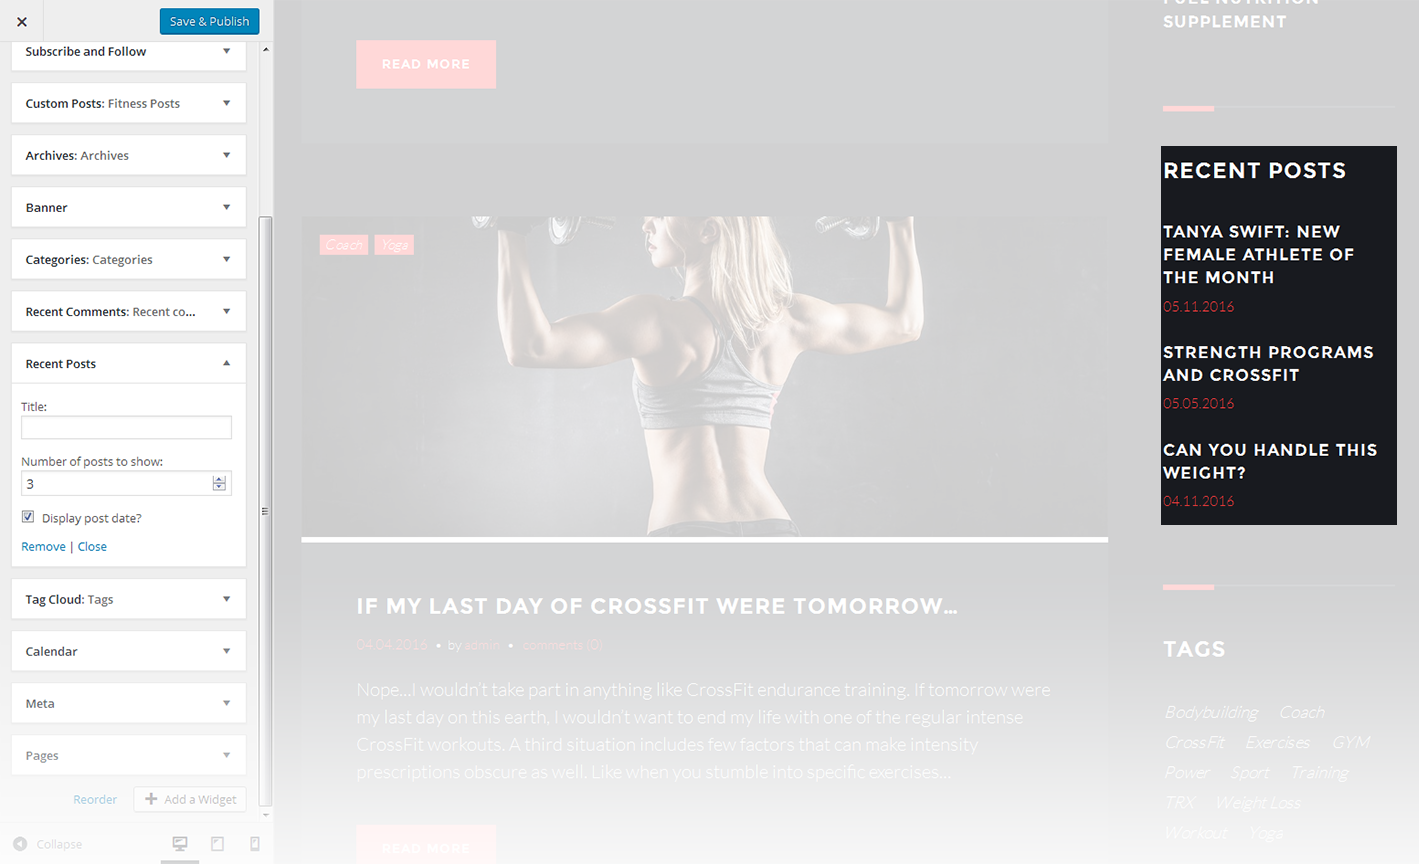 Save & Publish
Subscribe and Follow
Custom Posts: Fitness Posts
Archives: Archives
Banner
Categories: Categories
Recent Comments: Recent co...
Recent Posts
Title:
Number of posts to show:
3
Display post date?
Remove | Close
Tag Cloud: Tags
Calendar
Meta
Pages
Reorder
Add a Widget
Collapse
READ MORE
Coach Yoga
IF MY LAST DAY OF CROSSFIT WERE TOMORROW...
04.04.2016 • by admin • comments (0)
Nope...I wouldn't take part in anything like CrossFit endurance training. If tomorrow were
my last day on this earth, I wouldn't want to end my life with one of the regular intense
CrossFit workouts. A third situation includes few factors that can make intensity
prescriptions obscure as well. Like when you stumble into specific exercises...
READ MORE
FULL NUTRITION
SUPPLEMENT
RECENT POSTS
TANYA SWIFT: NEW
FEMALE ATHLETE OF
THE MONTH
05.11.2016
STRENGTH PROGRAMS
AND CROSSFIT
05.05.2016
CAN YOU HANDLE THIS
WEIGHT?
04.11.2016
TAGS
Bodybuilding Coach
CrossFit Exercises GYM
Power Sport Training
TRX Weight Loss
Workout Yoga